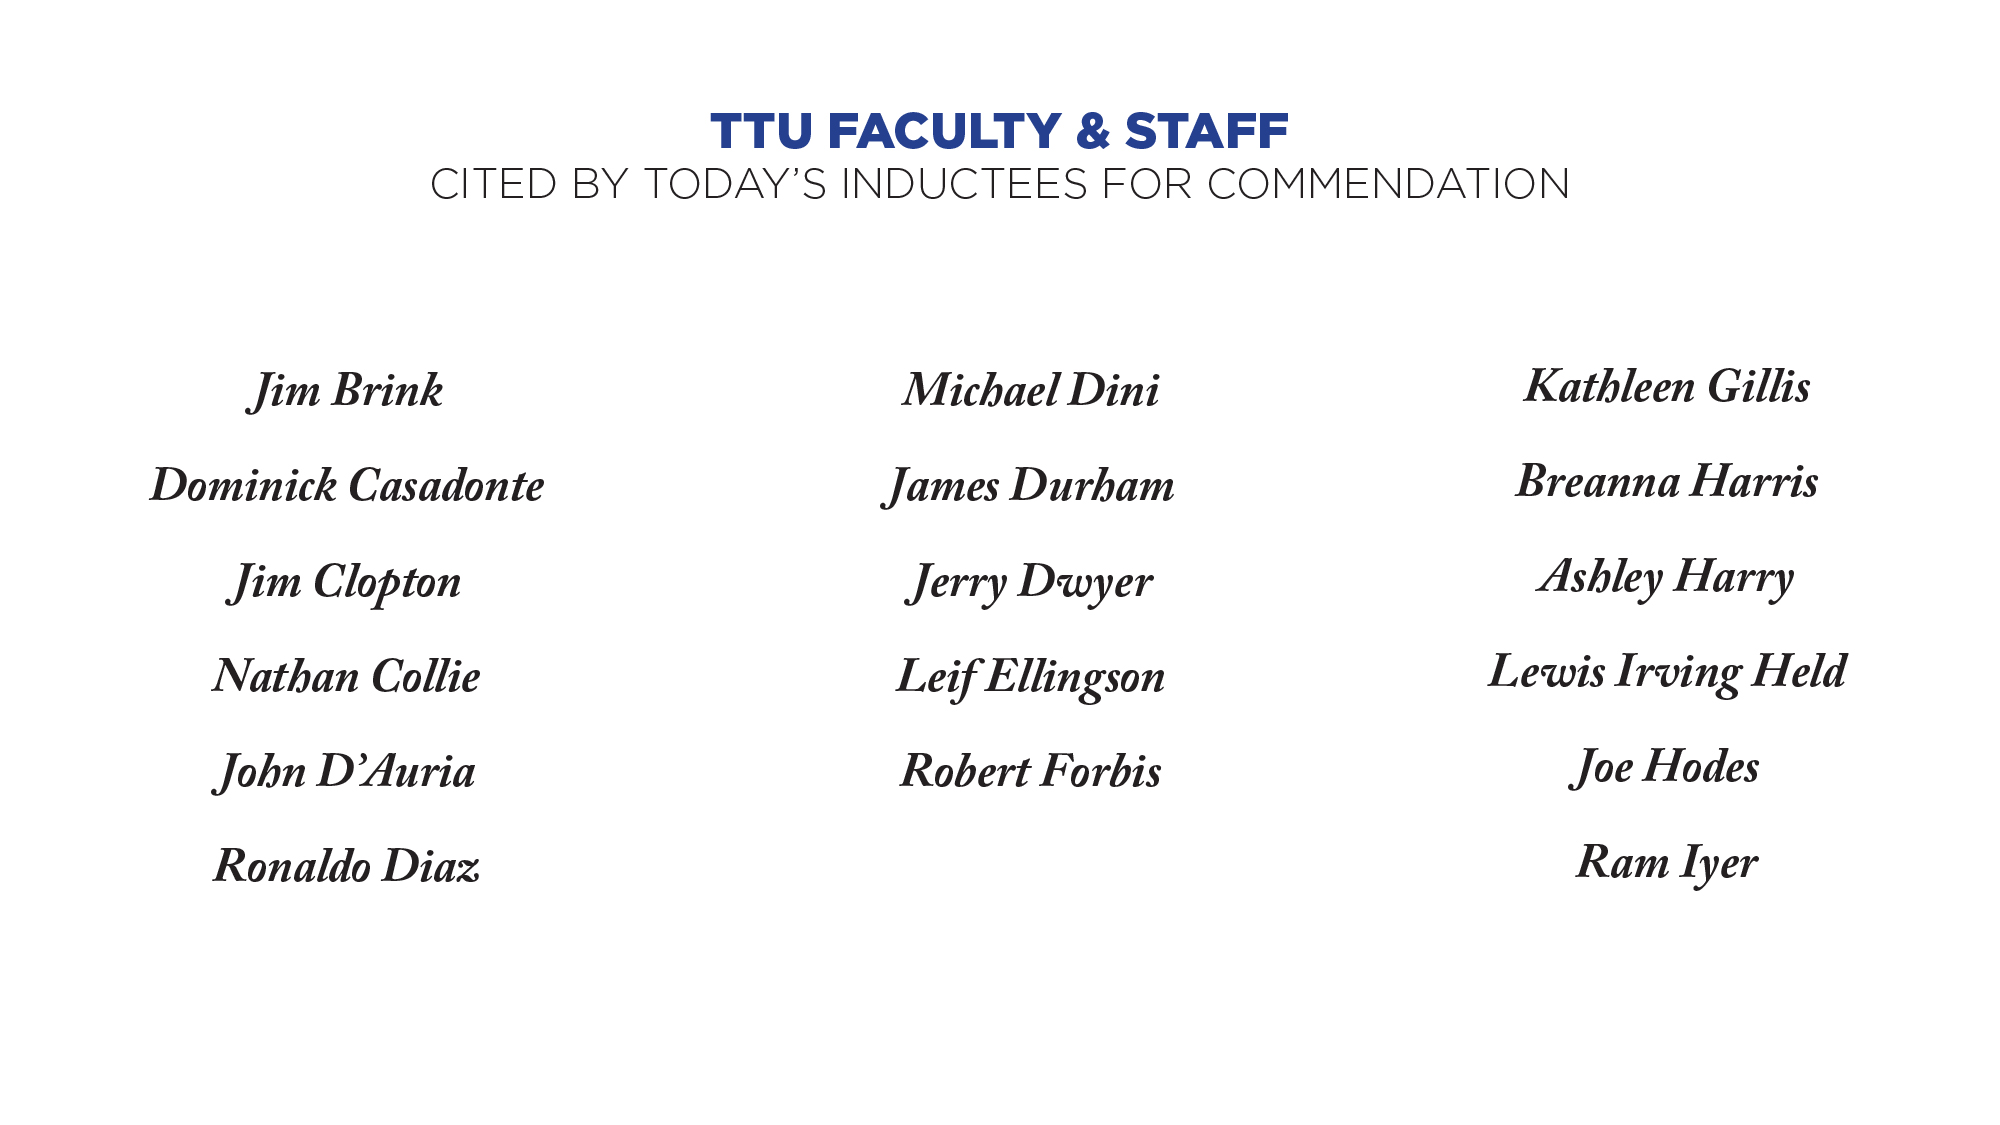 TTU FACULTY & STAFF
CITED BY TODAY’S INDUCTEES FOR COMMENDATION
Jim Brink
Dominick Casadonte
Jim Clopton
Nathan Collie
John D’Auria
Ronaldo Diaz
Michael Dini
James Durham
Jerry Dwyer
Leif Ellingson
Robert Forbis
Kathleen Gillis
Breanna Harris
Ashley Harry
Lewis Irving Held
Joe Hodes
Ram Iyer